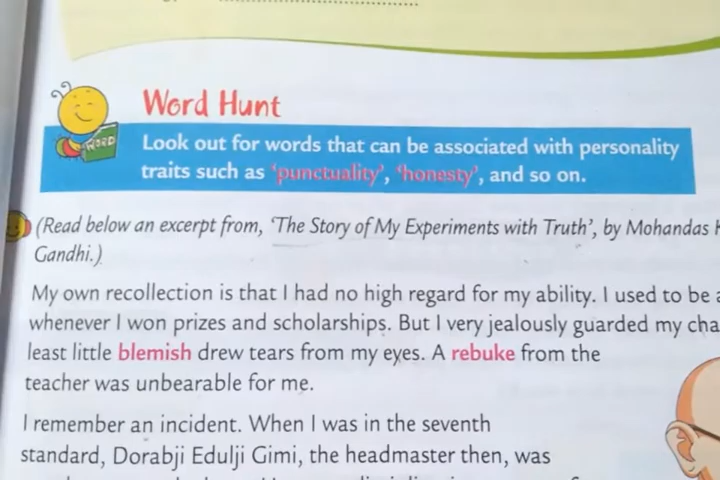 Word Hunt
WORD
Look out for words that can be associated with personality
traits such as 'punctuality', 'honesty', and so on.
(Read below an excerpt from, 'The Story of My Experiments with Truth', by Mohandas
Gandhi.)
My own recollection is that I had no high regard for my ability. I used to be
whenever I won prizes and scholarships. But I very jealously guarded my
least little blemish drew tears from my eyes. A rebuke from the
teacher was unbearable for me.
I remember an incident. When I was in the seventh
standard, Dorabji Edulji Gimi, the headmaster then, was